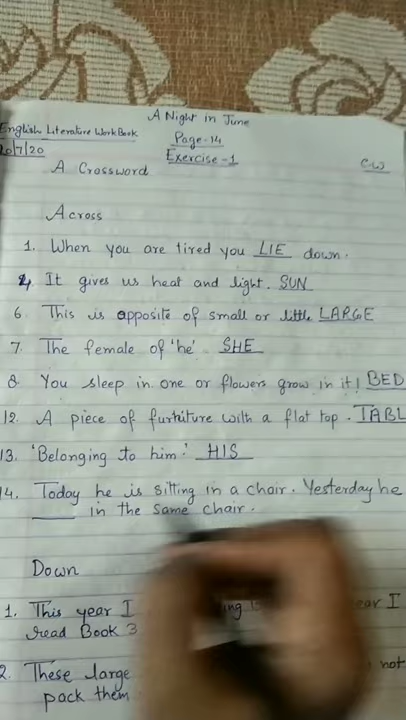 A Night in June
English Literature WorkBook
Page-14
20/7/20
Exercise-1
C.W
A Crossword
Across
1. When you are tired you LIE down.
4. It gives us heat and light. SUN
6. This is opposite of small or little LARGE
7. The female of 'he' SHE
8. You sleep in one or flowers grow in it! BED
12. A piece of furniture with a flat top. TABL
13. 'Belonging to him.' HIS
14. Today he is sitting in a chair. Yesterday he
____ in the same chair.
Down
1. This year I
ear I
read Book 3
2. These large
not
pack them